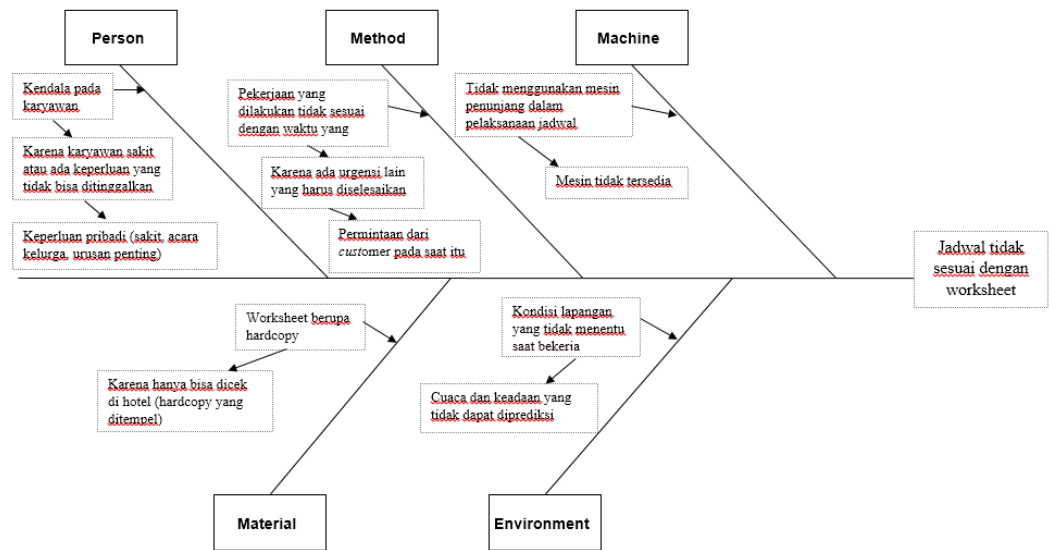 Person
Method
Machine
Kendala pada
karyawan
Karena karyawan sakit
atau ada keperluan yang
tidak bisa ditinggalkan
Keperluan pribadi (sakit, acara
kelurga, urusan penting)
Pekerjaan yang
dilakukan tidak sesuai
dengan waktu yang
Karena ada urgensi lain
yang harus diselesaikan
Permintaan dari
customer pada saat itu
Tidak menggunakan mesin
penunjang dalam
pelaksanaan jadwal
Mesin tidak tersedia
Jadwal tidak
sesuai dengan
worksheet
Worksheet berupa
hardcopy
Karena hanya bisa dicek
di hotel (hardcopy yang
ditempel)
Kondisi lapangan
yang tidak menentu
saat bekerja
Cuaca dan keadaan yang
tidak dapat diprediksi
Material
Environment